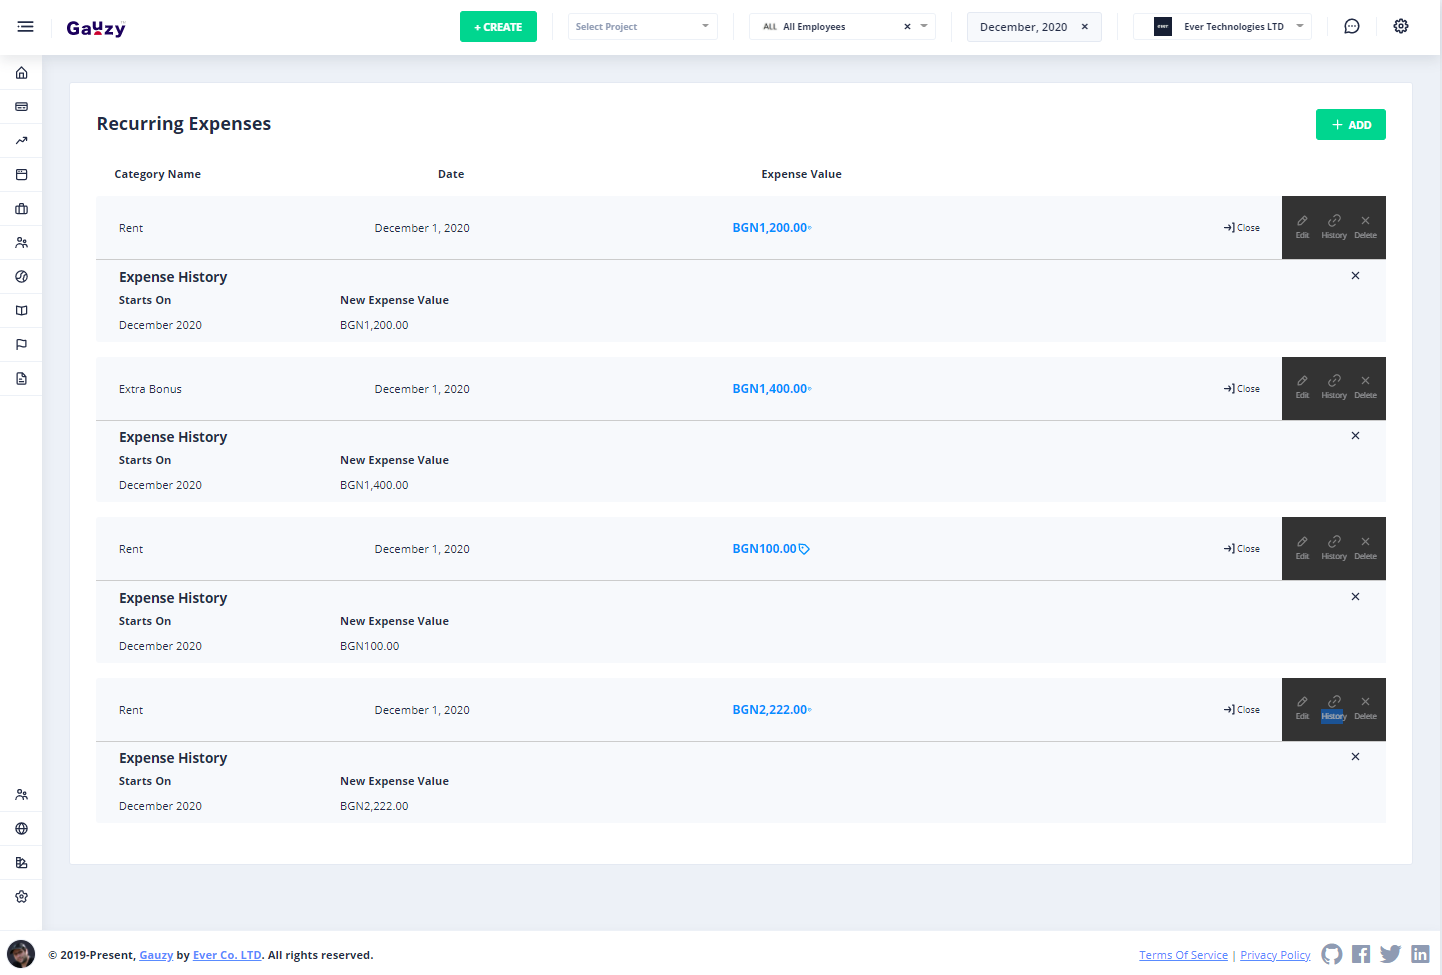 Gauzy
+ CREATE
Select Project
ALL All Employees ×
December, 2020 ×
ever Ever Technologies LTD
Recurring Expenses
+ ADD
Category Name Date Expense Value
Rent December 1, 2020 BGN1,200.00 Close Edit History Delete
Expense History
Starts On New Expense Value
December 2020 BGN1,200.00
Extra Bonus December 1, 2020 BGN1,400.00 Close Edit History Delete
Expense History
Starts On New Expense Value
December 2020 BGN1,400.00
Rent December 1, 2020 BGN100.00 Close Edit History Delete
Expense History
Starts On New Expense Value
December 2020 BGN100.00
Rent December 1, 2020 BGN2,222.00 Close Edit History Delete
Expense History
Starts On New Expense Value
December 2020 BGN2,222.00
© 2019-Present, Gauzy by Ever Co. LTD. All rights reserved.
Terms Of Service | Privacy Policy